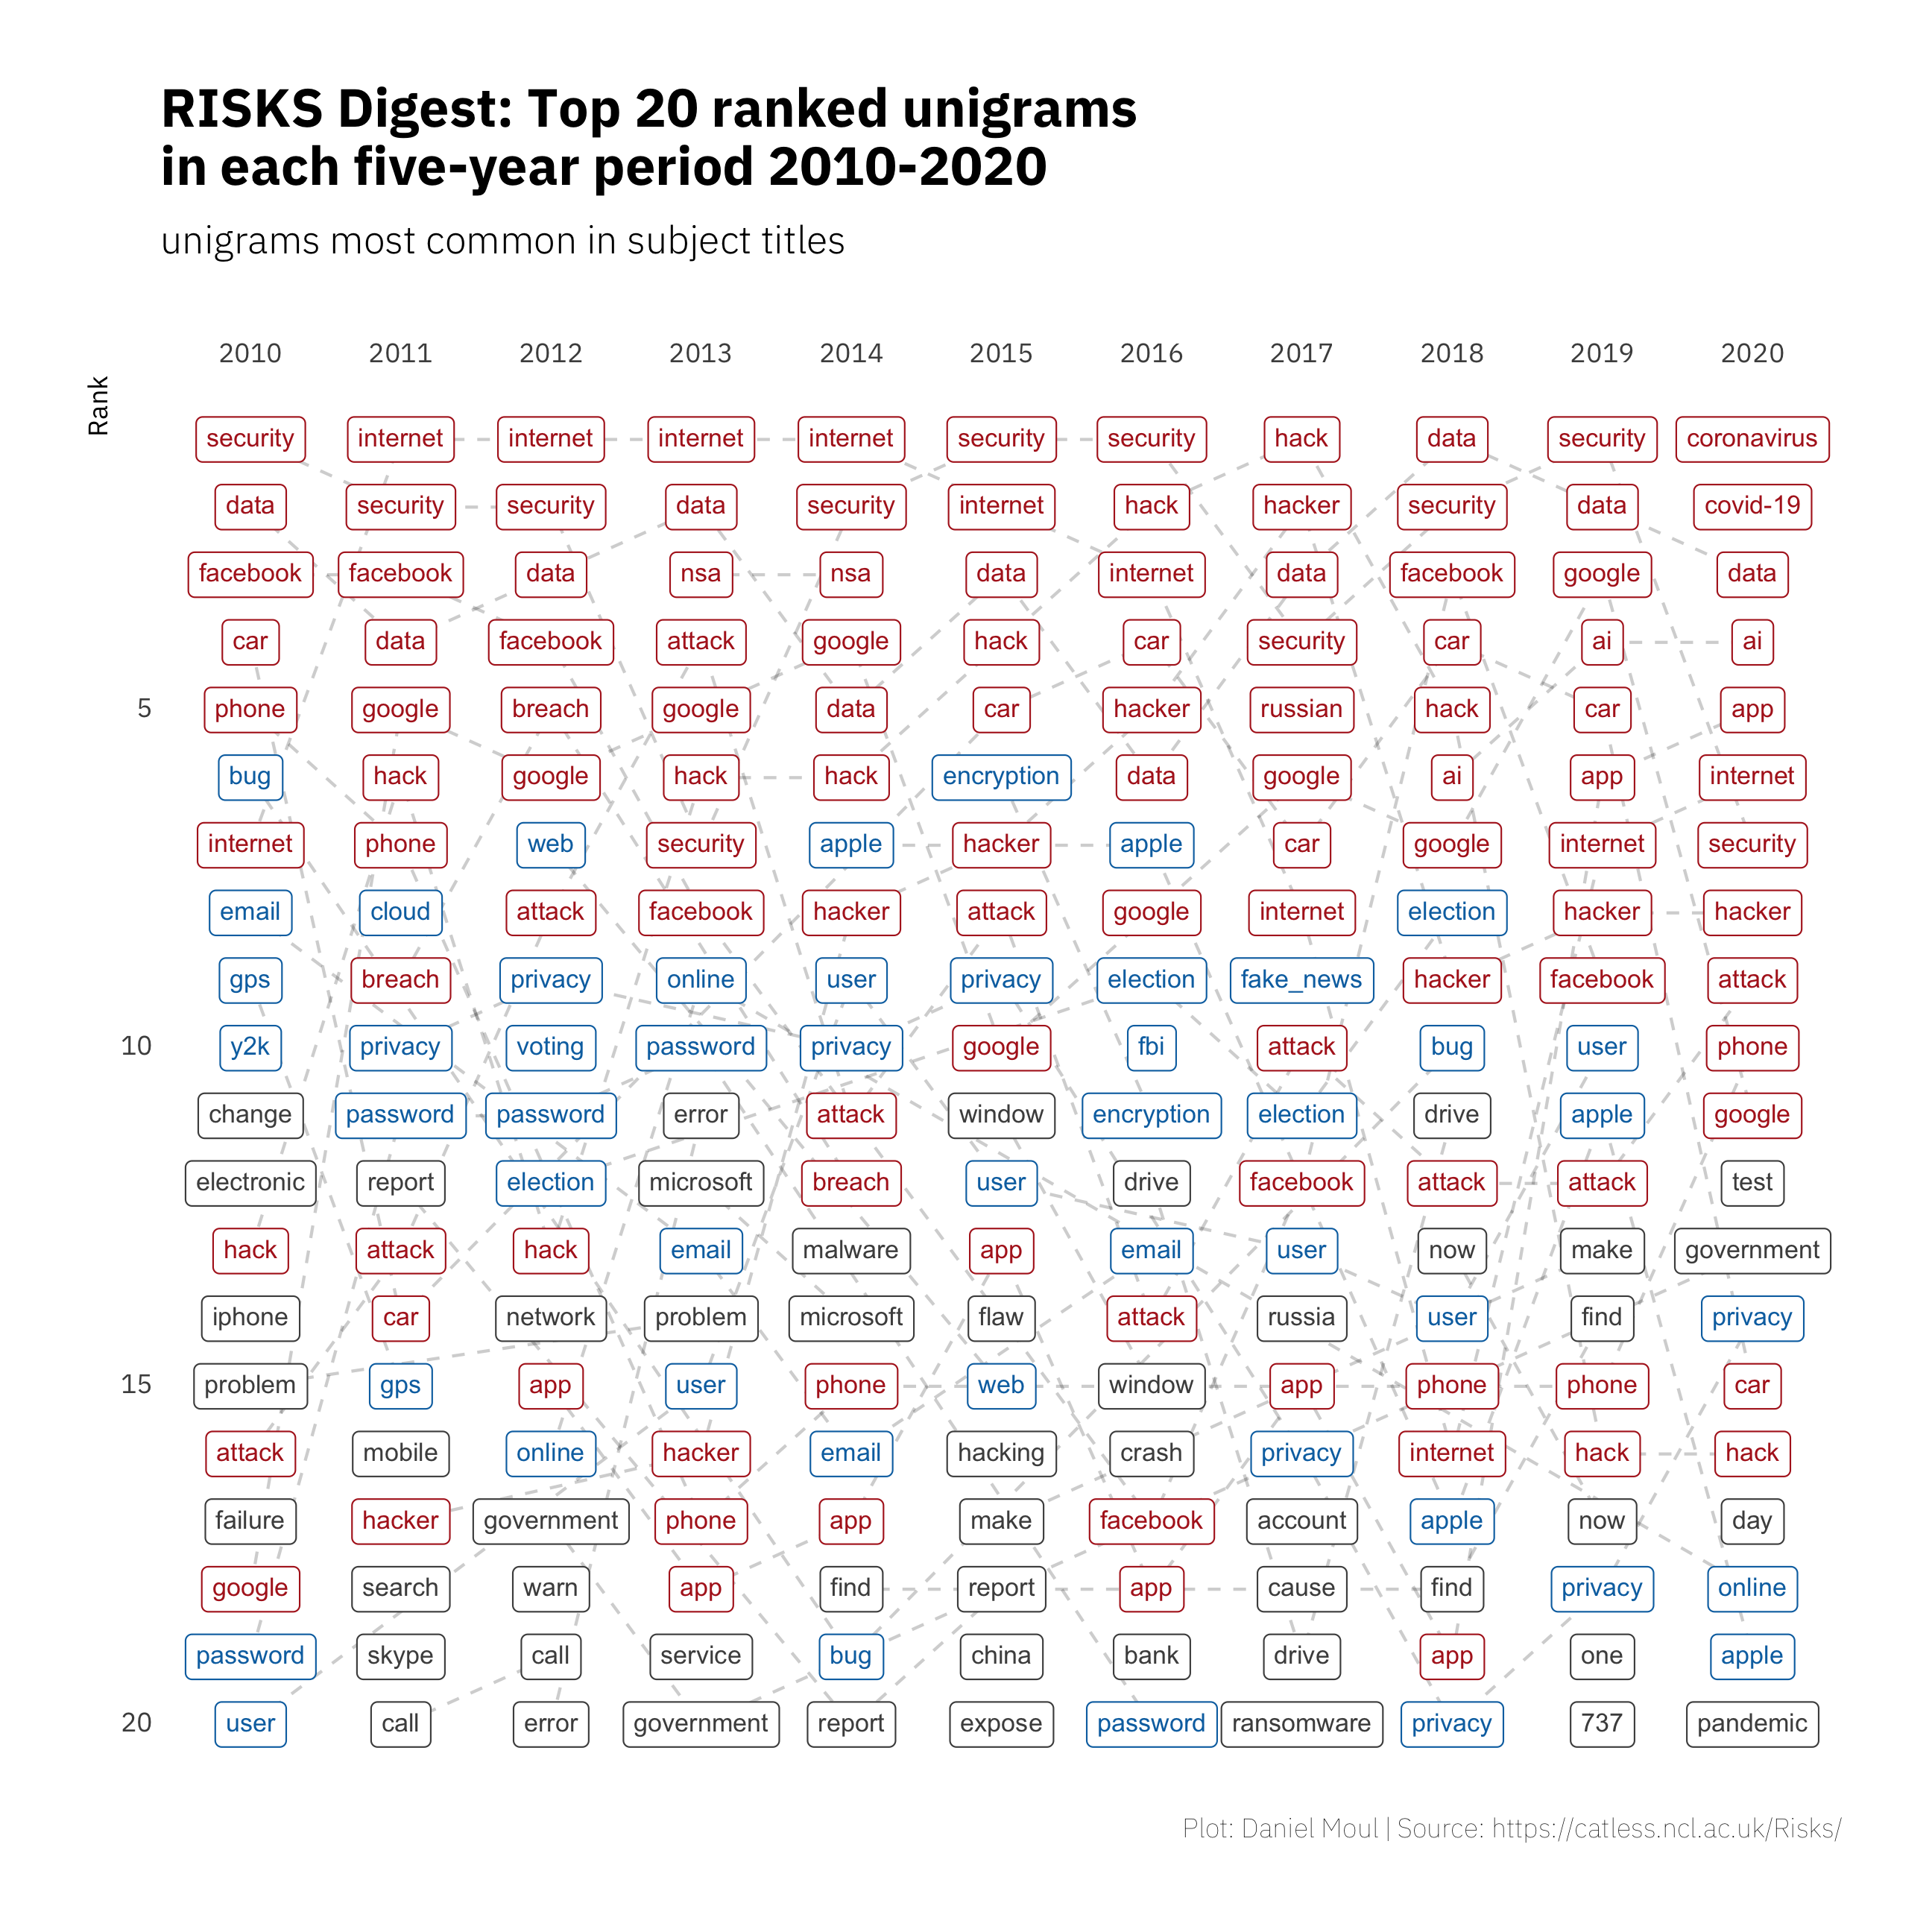 RISKS Digest: Top 20 ranked unigrams
in each five-year period 2010-2020
unigrams most common in subject titles
2010 2011 2012 2013 2014 2015 2016 2017 2018 2019 2020
Rank
security internet internet internet internet security security hack data security coronavirus
data security security data security internet hack hacker security data covid-19
facebook facebook data nsa nsa data internet data facebook google data
car data facebook attack google hack car security car ai ai
5 phone google breach google data car hacker russian hack car app
bug hack google hack hack encryption data google ai app internet
internet phone web security apple hacker apple car google internet security
email cloud attack facebook hacker attack google internet election hacker hacker
gps breach privacy online user privacy election fake_news hacker facebook attack
10 y2k privacy voting password privacy google fbi attack bug user phone
change password password error attack window encryption election drive apple google
electronic report election microsoft breach user drive facebook attack attack test
hack attack hack email malware app email user now make government
iphone car network problem microsoft flaw attack russia user find privacy
15 problem gps app user phone web window app phone phone car
attack mobile online hacker email hacking crash privacy internet hack hack
failure hacker government phone app make facebook account apple now day
google search warn app find report app cause find privacy online
password skype call service bug china bank drive app one apple
20 user call error government report expose password ransomware privacy 737 pandemic
Plot: Daniel Moul | Source: https://catless.ncl.ac.uk/Risks/